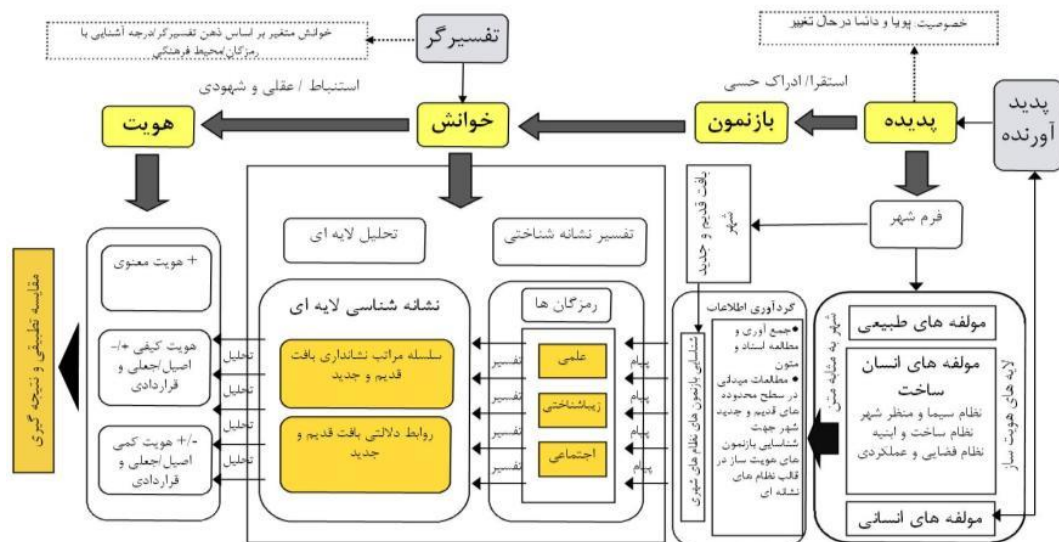 خصوصیت: پویا و دائما در حال تغییر
پدید
آورنده
پدیده
استقرا/ ادراک حسی
بازنمون
تفسیرگر
خوانش متغیر بر اساس ذهن تفسیرگر/درجه آشنایی با
رمزگان/محیط فرهنگی
خوانش
استنباط / عقلی و شهودی
هویت
فرم شهر
بافت قدیم و جدید
شهر
لایه های هویت ساز
شهر به مثابه متن
مولفه های طبیعی
مولفه های انسان
ساخت
نظام سیما و منظر شهر
نظام ساخت و ابنیه
نظام فضایی و عملکردی
مولفه های انسانی
گردآوری اطلاعات
●جمع آوری و
مطالعه اسناد و
متون
● مطالعات میدانی
در سطح محدوده
های قدیم و جدید
شهر جهت
شناسایی بازنمون
های هویت ساز در
قالب نظام های
نشانه ای
شناسایی بازنمون های نظام های شهری
پیام
پیام
پیام
پیام
تفسیر نشانه شناختی
رمزگان ها
علمی
زیباشناختی
اجتماعی
تفسیر
تفسیر
تفسیر
تفسیر
تحلیل لایه ای
نشانه شناسی لایه ای
سلسله مراتب نشانداری بافت
قدیم و جدید
روابط دلالتی بافت قدیم و
جدید
تحلیل
تحلیل
تحلیل
تحلیل
+ هویت معنوی
هویت کیفی +/-
اصیل/جعلی و
قراردادی
-/+ هویت کمی
اصیل/جعلی و
قراردادی
مقایسه تطبیقی و نتیجه گیری